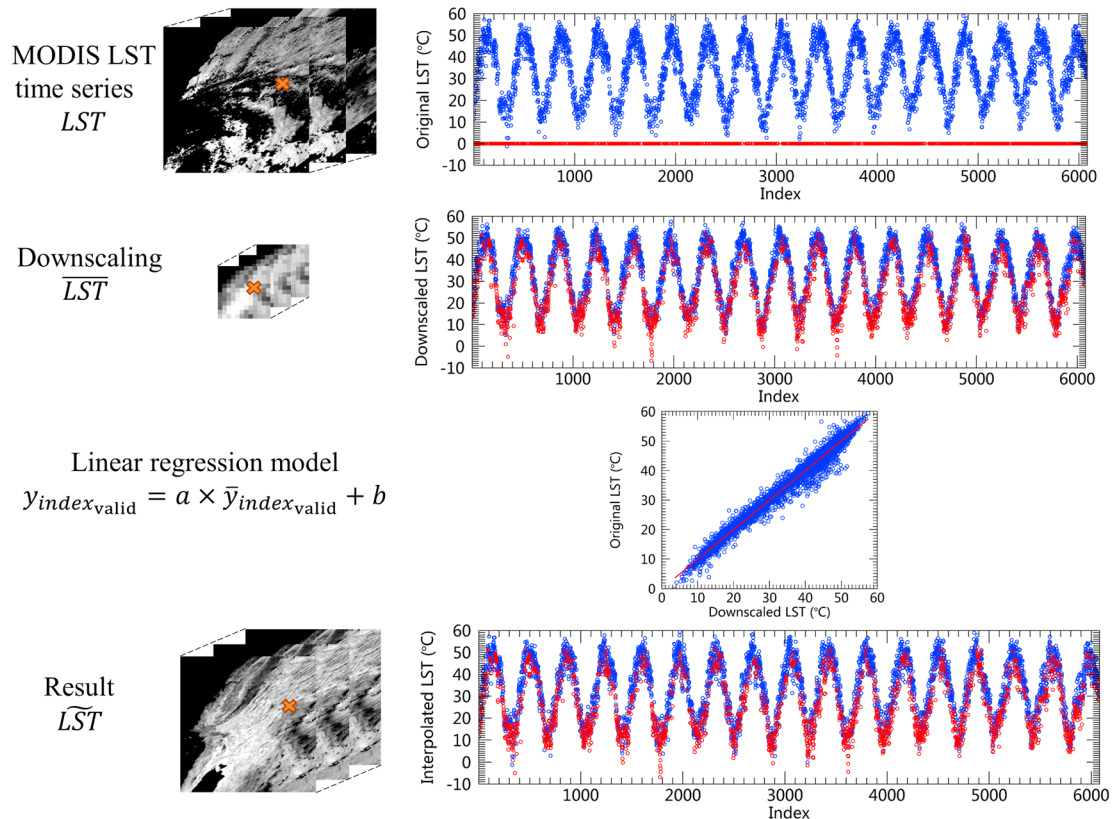 MODIS LST
time series
LST
Original LST (°C)
60
50
40
30
20
10
0
-10
1000 2000 3000 4000 5000 6000
Index
Downscaling
L̅S̅T̅
Downscaled LST (°C)
60
50
40
30
20
10
0
-10
1000 2000 3000 4000 5000 6000
Index
Linear regression model
y_index_valid = a × ȳ_index_valid + b
Original LST (°C)
60
50
40
30
20
10
0
0 10 20 30 40 50 60
Downscaled LST (°C)
Result
L͠ST
Interpolated LST (°C)
60
50
40
30
20
10
0
-10
1000 2000 3000 4000 5000 6000
Index